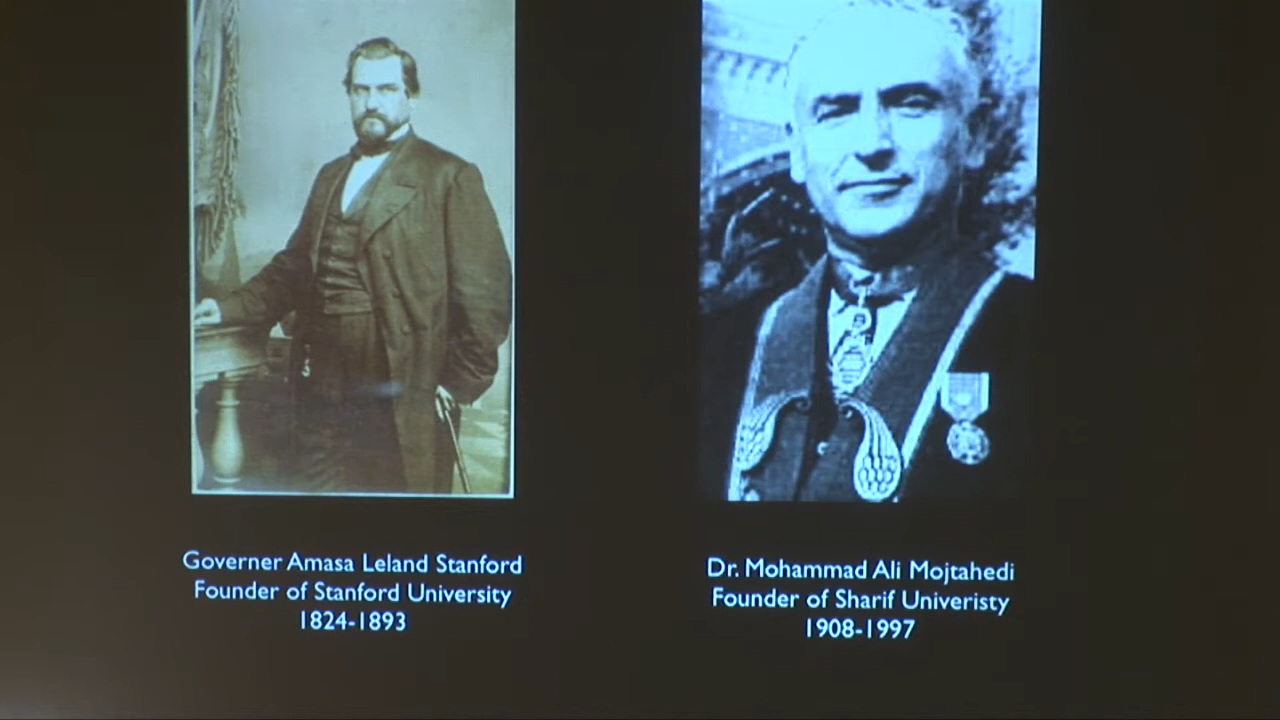 Governer Amasa Leland Stanford
Founder of Stanford University
1824-1893
Dr. Mohammad Ali Mojtahedi
Founder of Sharif Univeristy
1908-1997